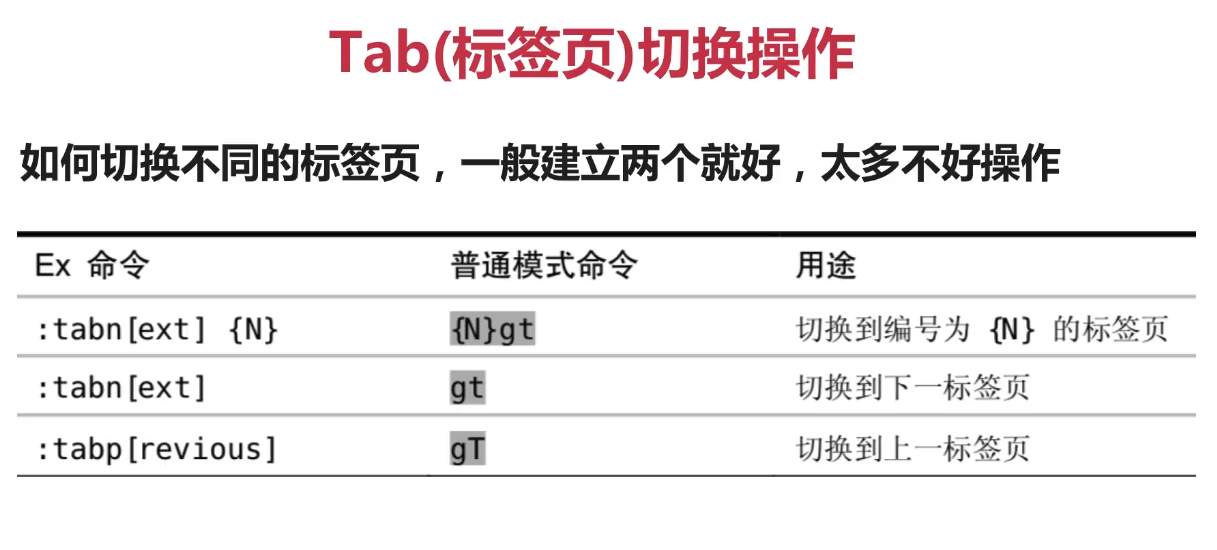 Tab(标签页)切换操作
如何切换不同的标签页，一般建立两个就好，太多不好操作
Ex 命令 普通模式命令 用途
:tabn[ext] {N} {N}gt 切换到编号为 {N} 的标签页
:tabn[ext] gt 切换到下一标签页
:tabp[revious] gT 切换到上一标签页